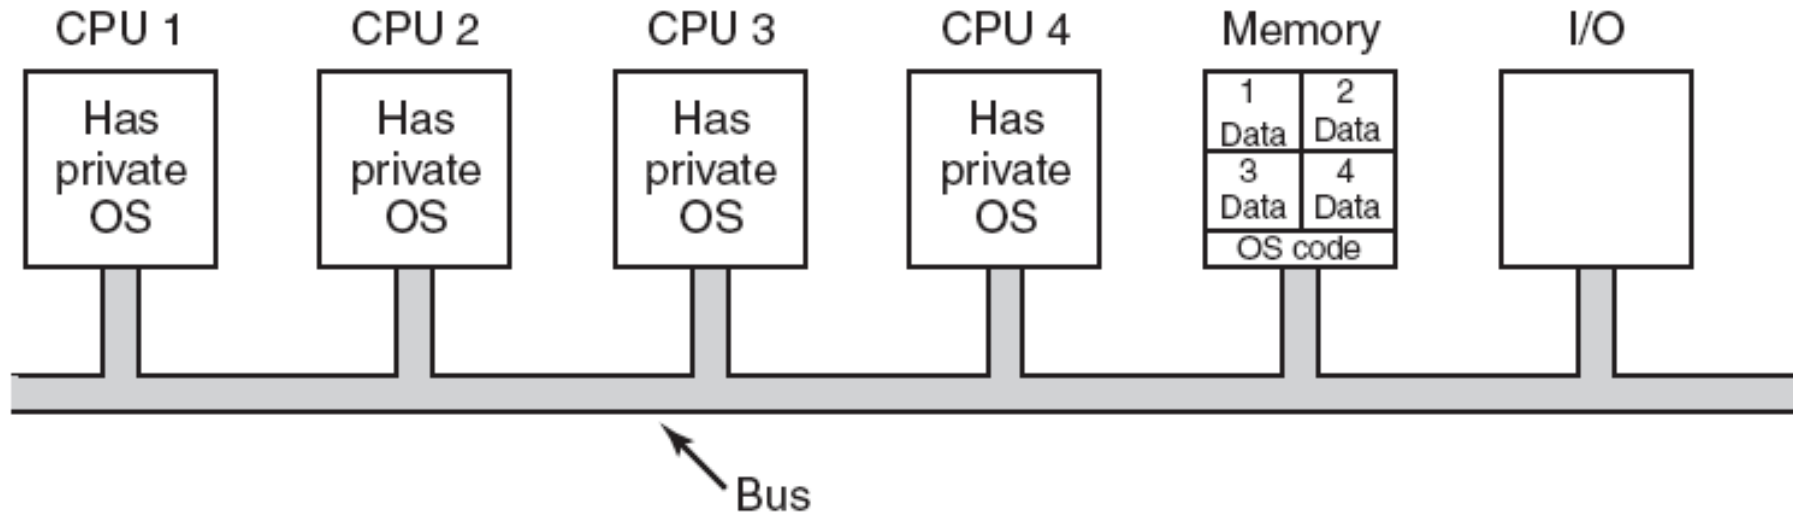 CPU 1
CPU 2
CPU 3
CPU 4
Memory
I/O
Has
private
OS
Has
private
OS
Has
private
OS
Has
private
OS
1
Data
2
Data
3
Data
4
Data
OS code
Bus